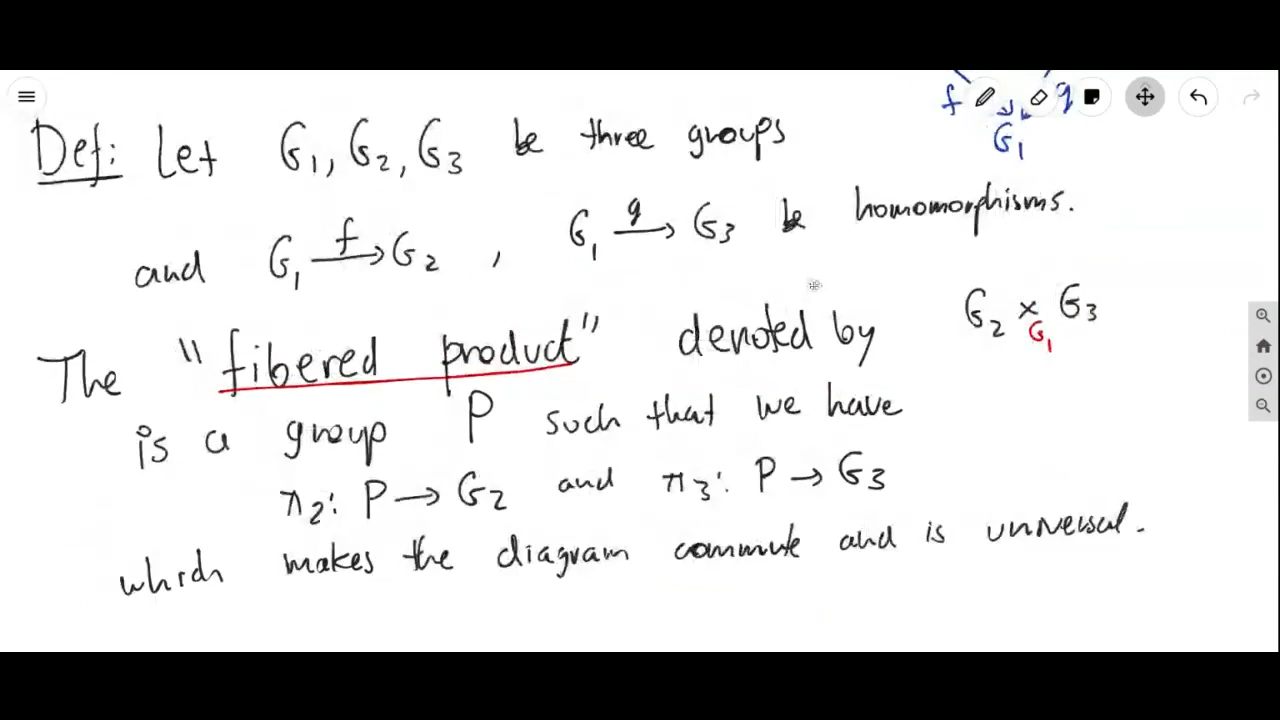 f g
G₁
Def: Let G₁, G₂, G₃ be three groups
and G₁ —f→ G₂ , G₁ —g→ G₃ be homomorphisms.
The "fibered product" denoted by G₂ ×_G₁ G₃
is a group P such that we have
π₂: P → G₂ and π₃: P → G₃
which makes the diagram commute and is universal.